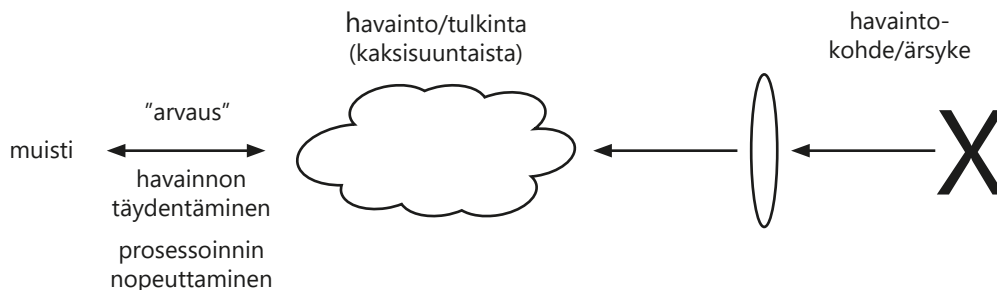 havainto/tulkinta
(kaksisuuntaista)
havainto-
kohde/ärsyke
"arvaus"
muisti
X
havainnon
täydentäminen
prosessoinnin
nopeuttaminen